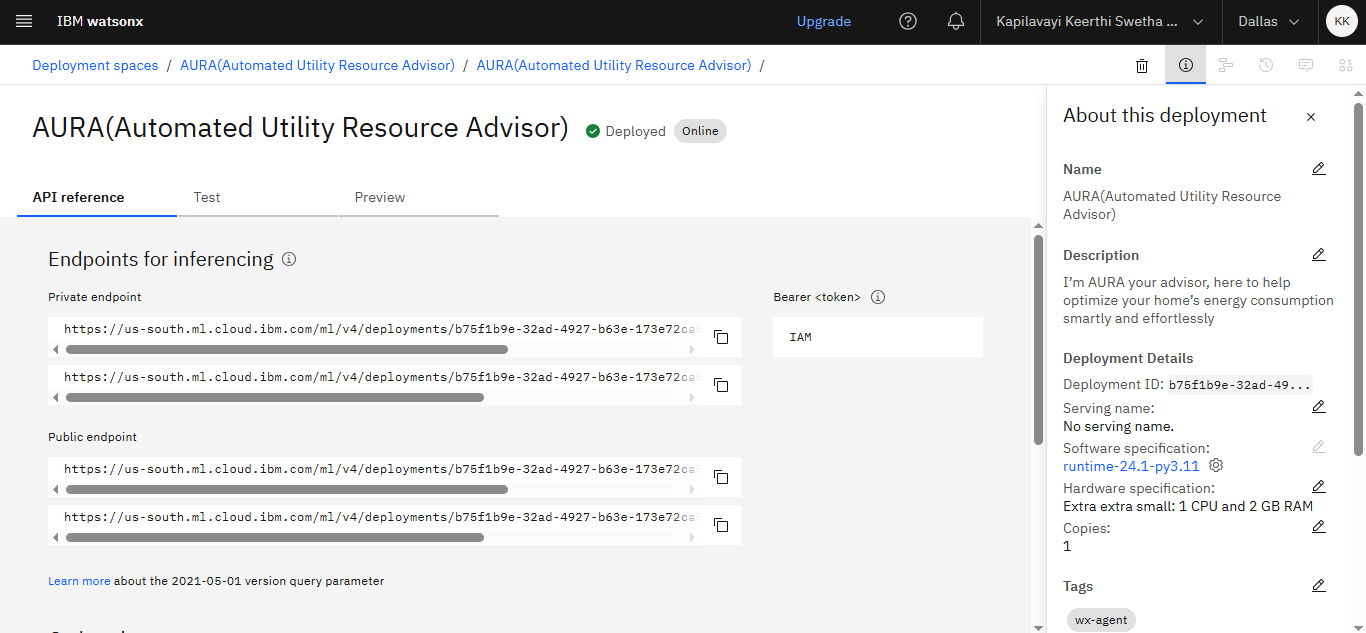 IBM watsonx
Upgrade
Kapilavayi Keerthi Swetha ...
Dallas
KK
Deployment spaces / AURA(Automated Utility Resource Advisor) / AURA(Automated Utility Resource Advisor) /
AURA(Automated Utility Resource Advisor)
Deployed
Online
API reference
Test
Preview
Endpoints for inferencing
Private endpoint
https://us-south.ml.cloud.ibm.com/ml/v4/deployments/b75f1b9e-32ad-4927-b63e-173e72ca
https://us-south.ml.cloud.ibm.com/ml/v4/deployments/b75f1b9e-32ad-4927-b63e-173e72ca
Public endpoint
https://us-south.ml.cloud.ibm.com/ml/v4/deployments/b75f1b9e-32ad-4927-b63e-173e72ca
https://us-south.ml.cloud.ibm.com/ml/v4/deployments/b75f1b9e-32ad-4927-b63e-173e72ca
Learn more about the 2021-05-01 version query parameter
Bearer <token>
IAM
About this deployment
Name
AURA(Automated Utility Resource
Advisor)
Description
I'm AURA your advisor, here to help
optimize your home's energy consumption
smartly and effortlessly
Deployment Details
Deployment ID: b75f1b9e-32ad-49...
Serving name:
No serving name.
Software specification:
runtime-24.1-py3.11
Hardware specification:
Extra extra small: 1 CPU and 2 GB RAM
Copies:
1
Tags
wx-agent